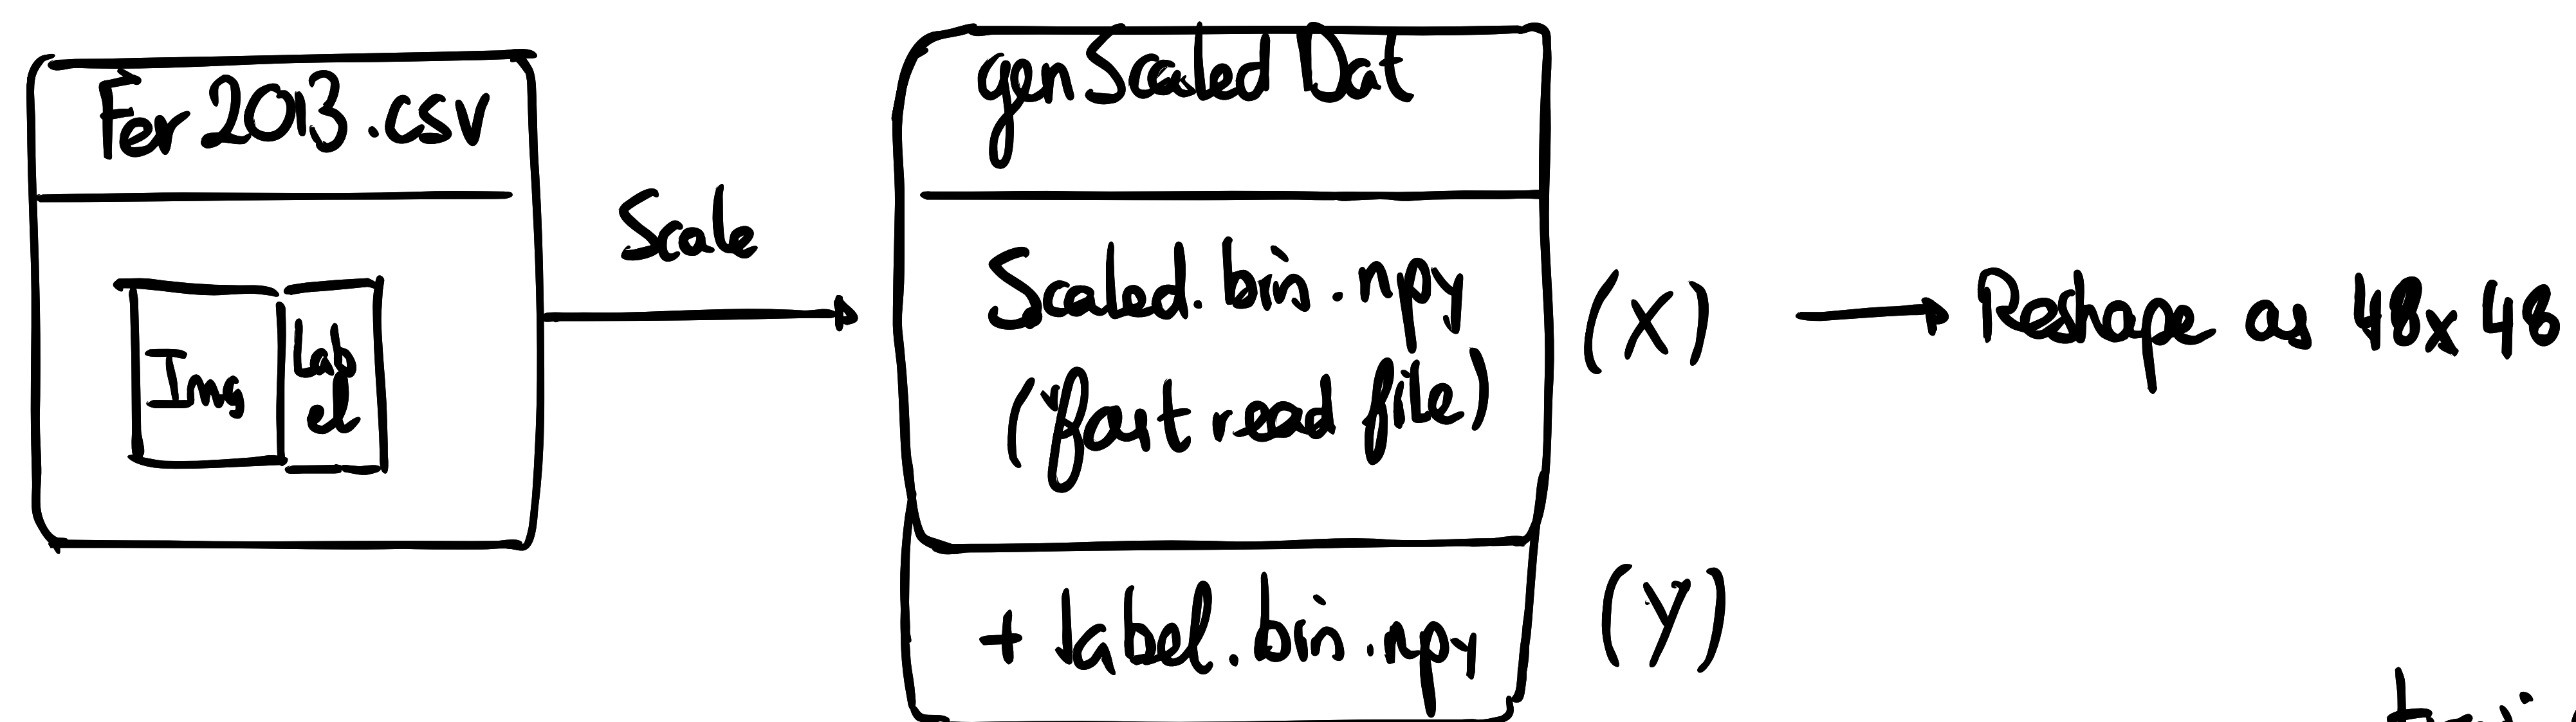 Fer2013.csv
Img
Lab
el
Scale
genScaled Dat
Scaled.bin.npy
(fast read file)
+ label.bin.npy
(X)
(Y)
Reshape as 48x48